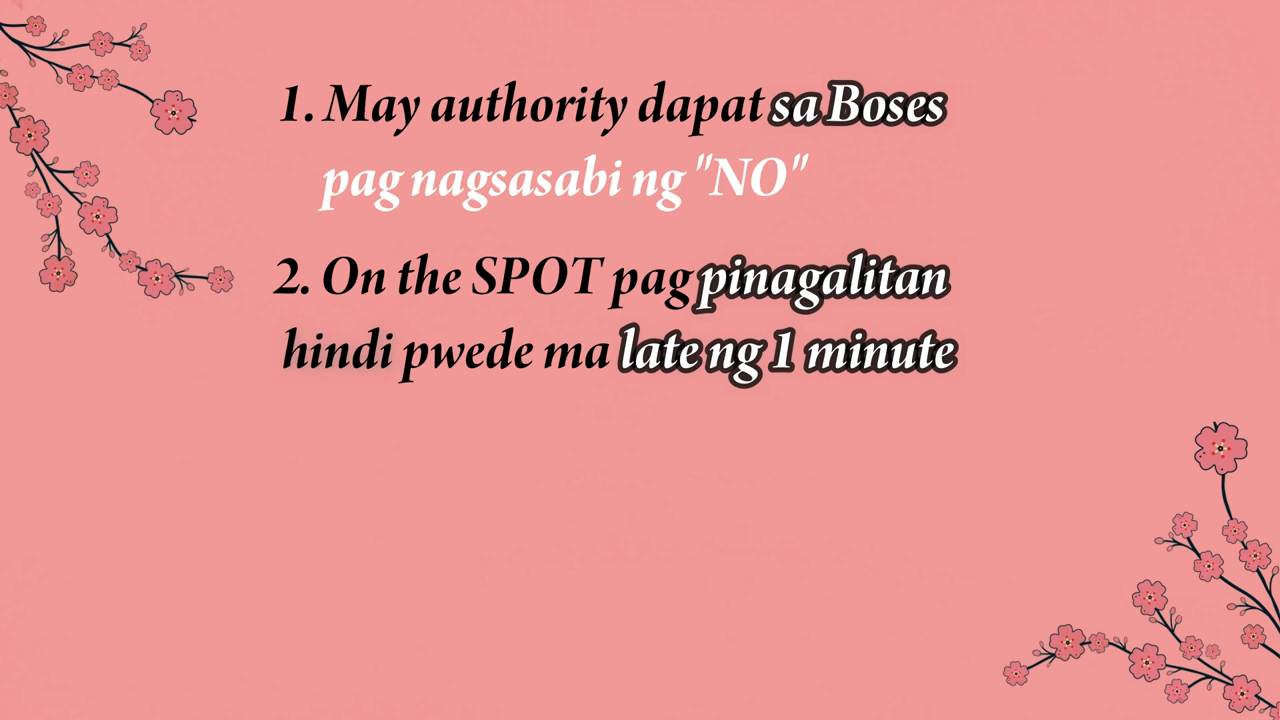 1. May authority dapat sa Boses
pag nagsasabi ng "NO"
2. On the SPOT pag pinagalitan
hindi pwede ma late ng 1 minute